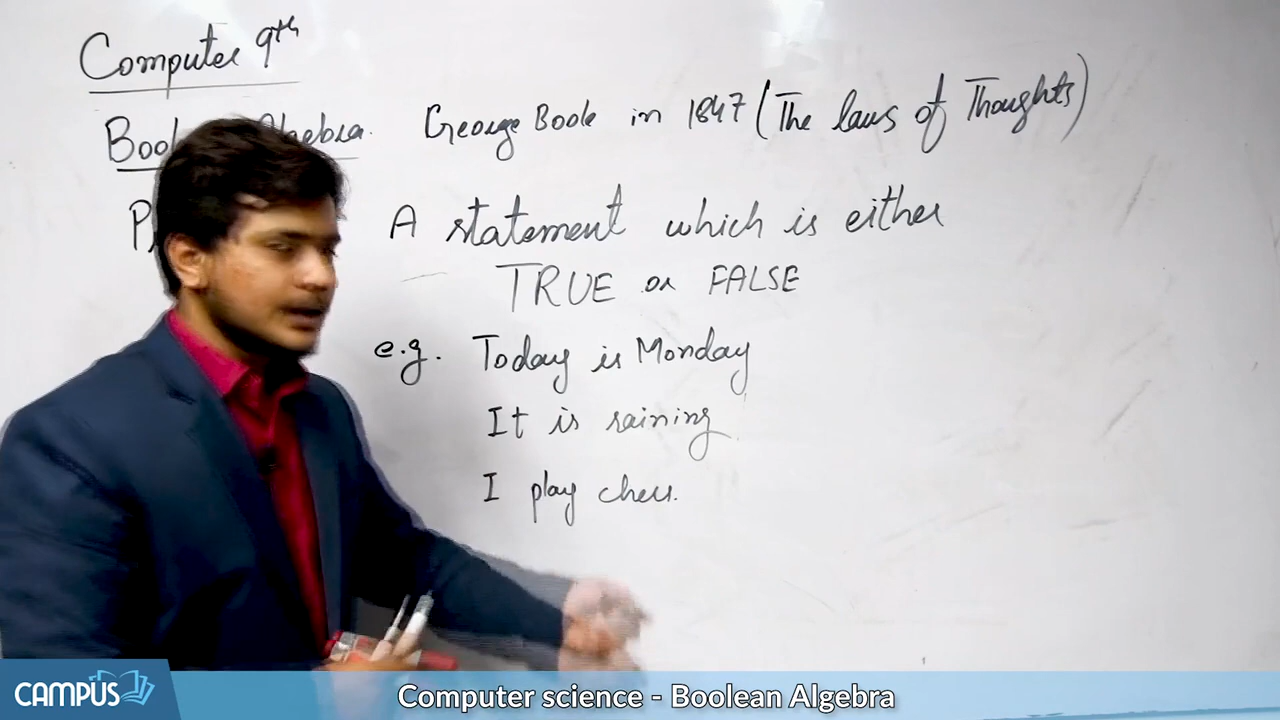 Computer 9th
Algebra. George Boole in 1847 (The laws of Thoughts)
A statement which is either
TRUE or FALSE
e.g. Today is Monday
It is raining
I play chess.
CAMPUS
Computer science - Boolean Algebra